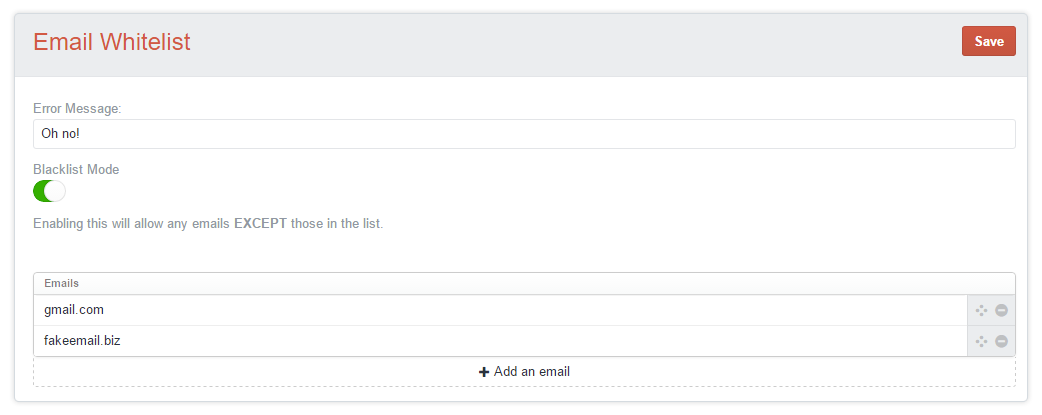 Email Whitelist
Save
Error Message:
Oh no!
Blacklist Mode
Enabling this will allow any emails EXCEPT those in the list.
Emails
gmail.com
fakeemail.biz
Add an email